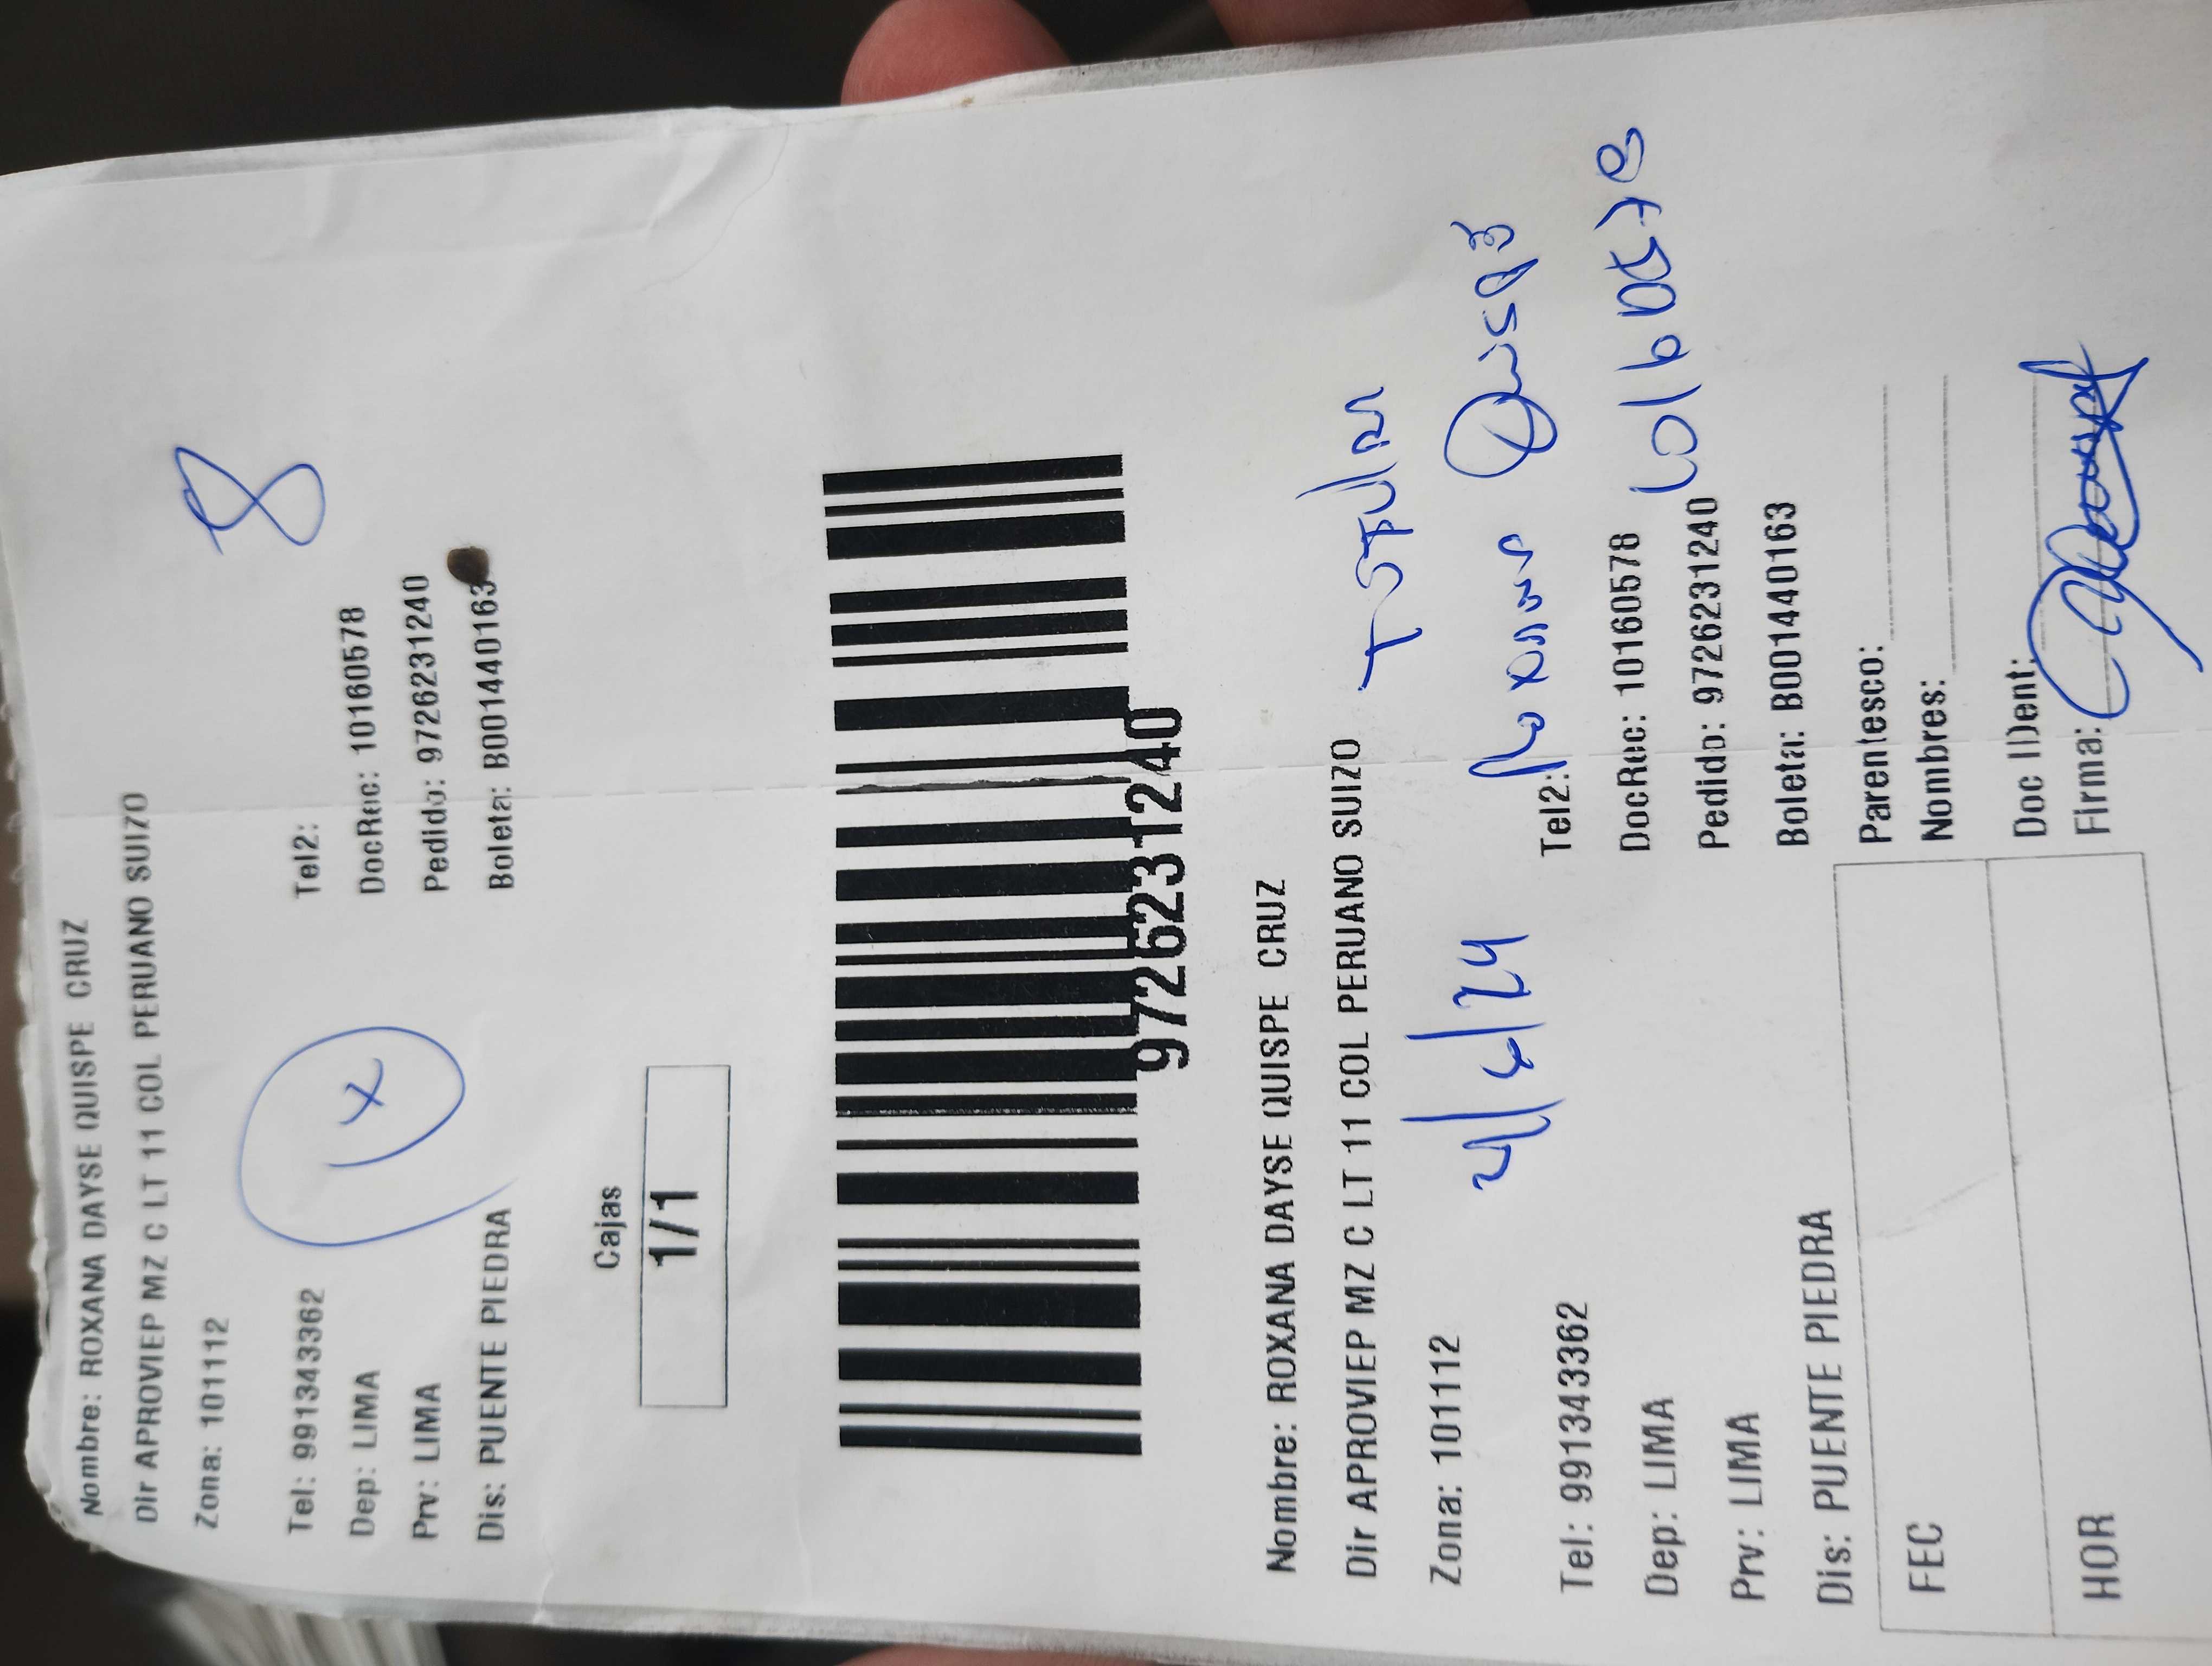 Nombre: ROXANA DAYSE QUISPE CRUZ
Dir APROVIEP MZ C LT 11 COL PERUANO SUIZO
Zona: 101112
8
Tel: 991343362
Tel2:
Dep: LIMA
DocRec: 10160578
Prv: LIMA
Pedido: 9726231240
Dis: PUENTE PIEDRA
Boleta: B001440163
Cajas
1/1
9726231240
Nombre: ROXANA DAYSE QUISPE CRUZ
Dir APROVIEP MZ C LT 11 COL PERUANO SUIZO
Titular
Zona: 101112
Roxana Quispe
Tel: 991343362
Tel2:
Dep: LIMA
DocRec: 10160578
10160578
Prv: LIMA
Pedido: 9726231240
Dis: PUENTE PIEDRA
Boleta: B001440163
FEC
Parentesco:
Nombres:
HOR
Doc IDent:
Firma: